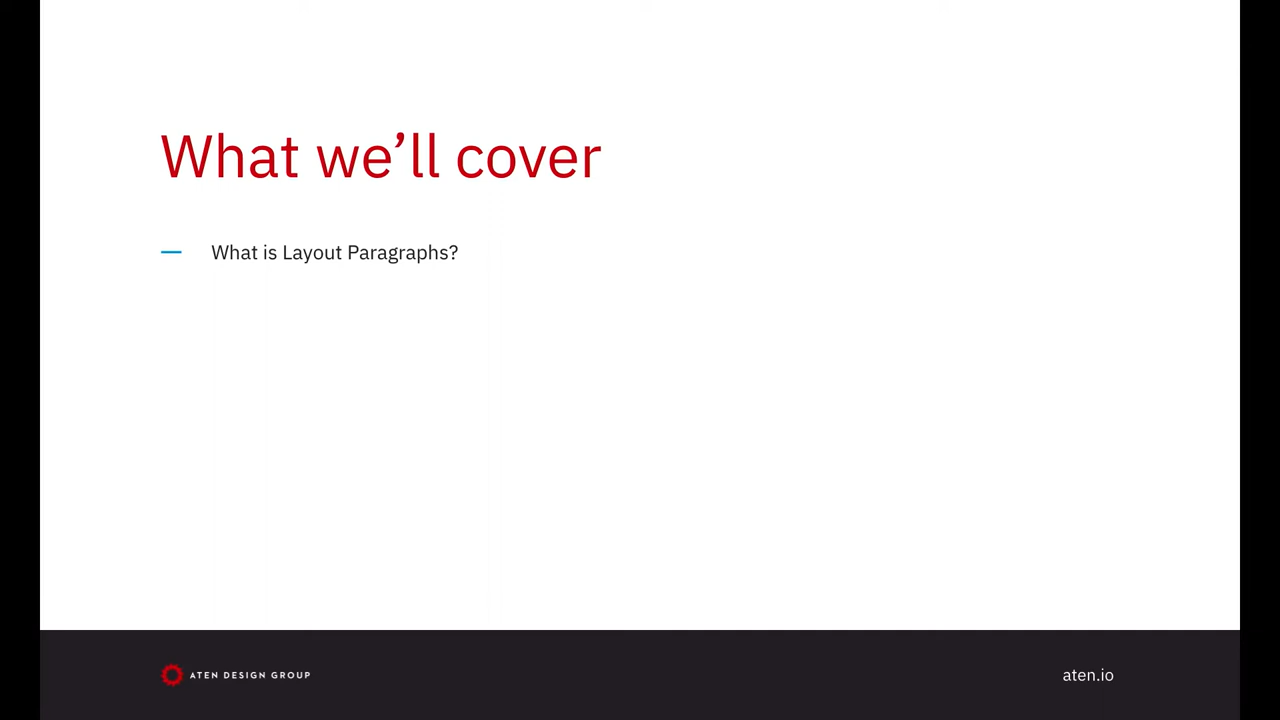 What we’ll cover
— What is Layout Paragraphs?
ATEN DESIGN GROUP
aten.io